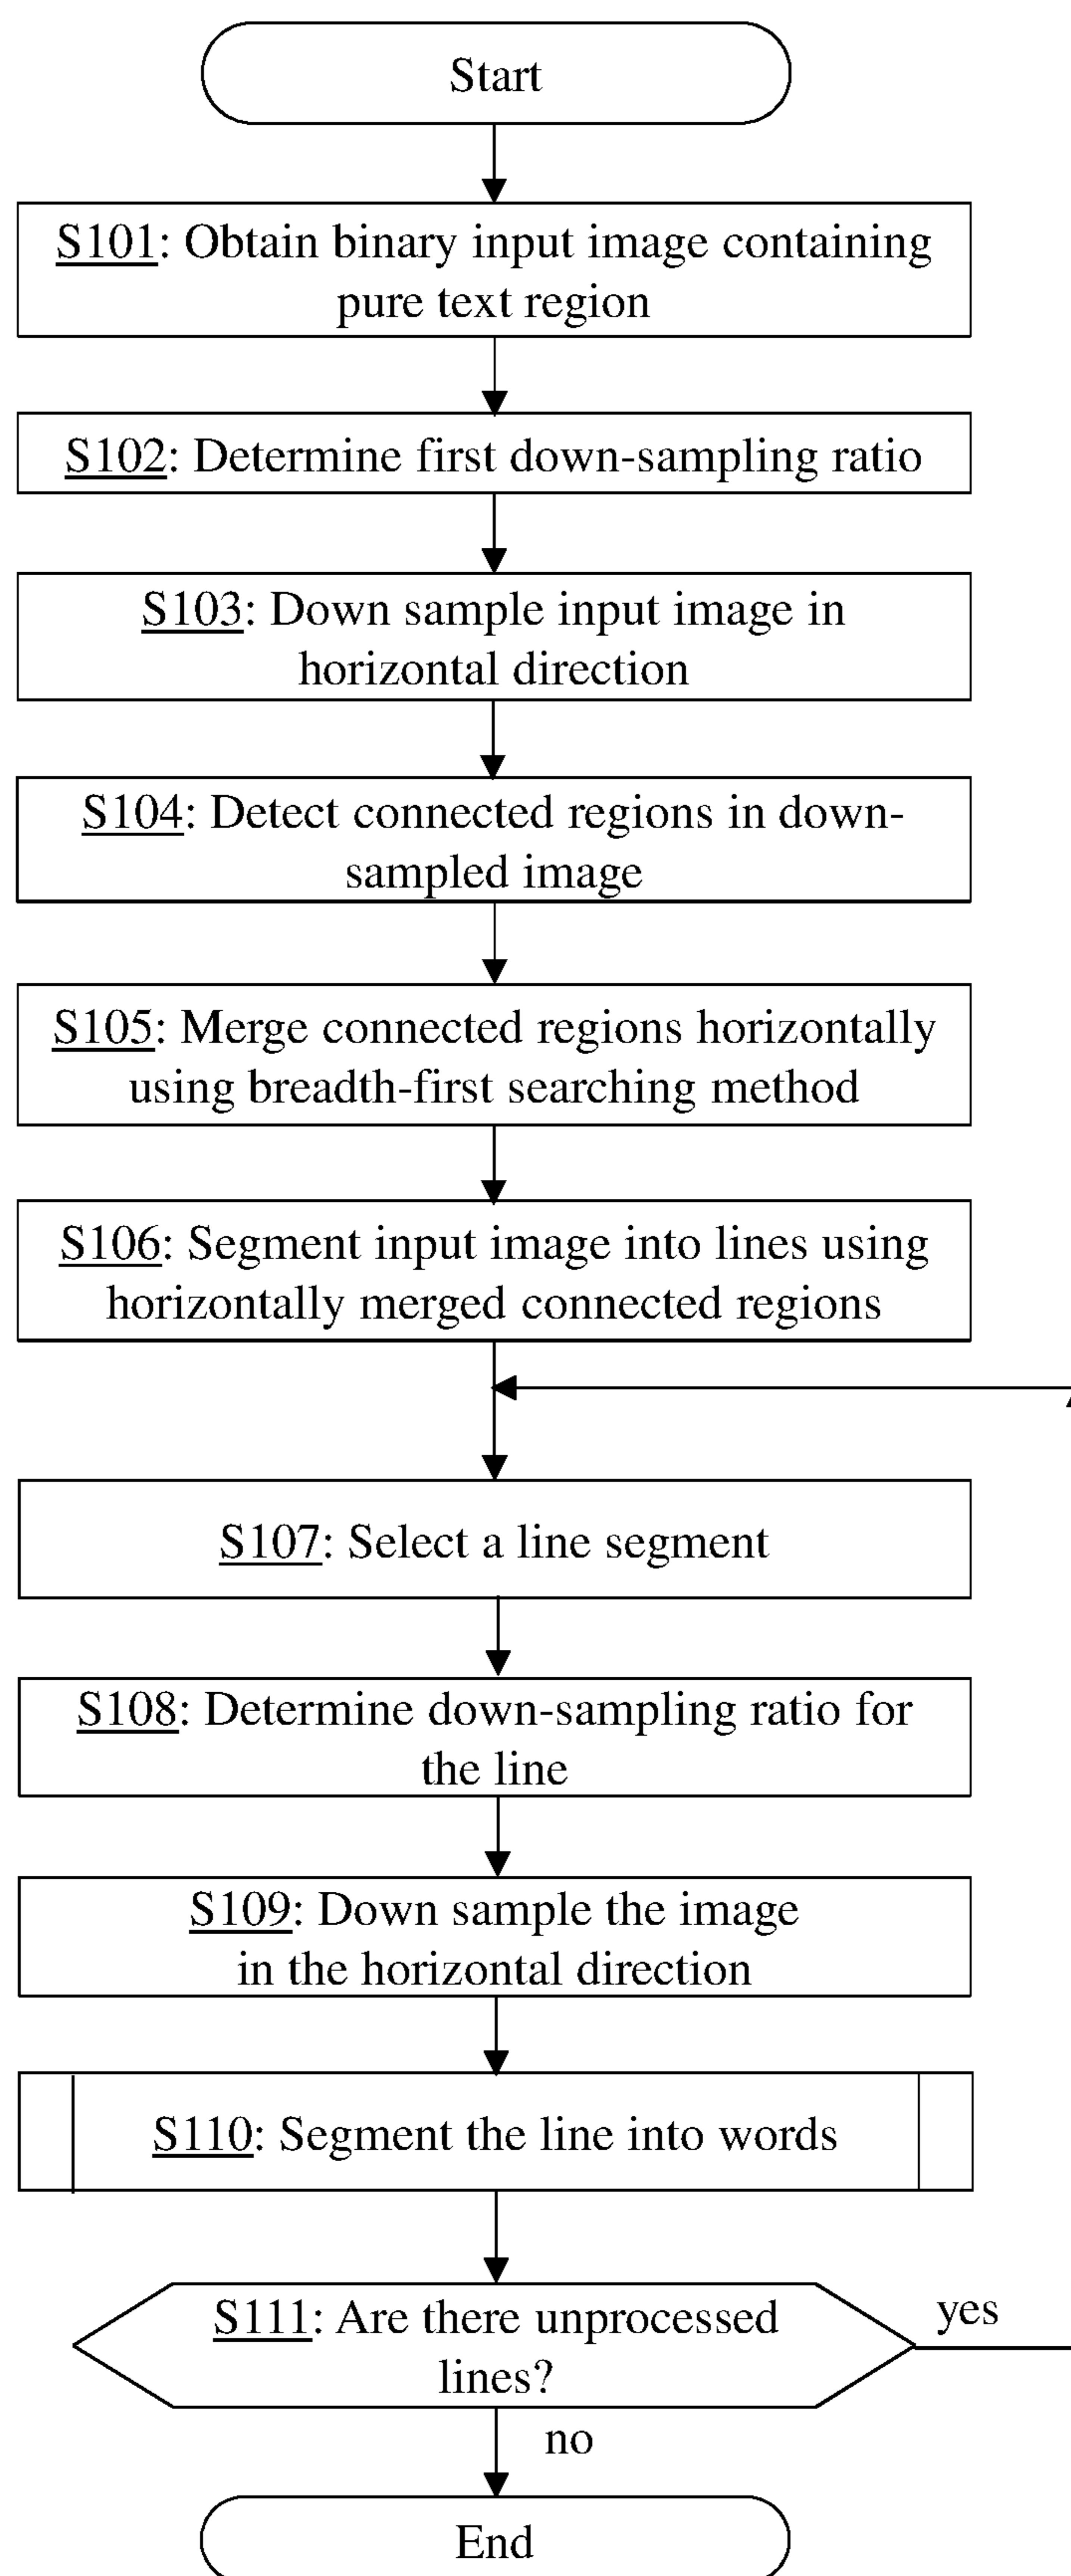 Start
S101: Obtain binary input image containing
pure text region
S102: Determine first down-sampling ratio
S103: Down sample input image in
horizontal direction
S104: Detect connected regions in down-
sampled image
S105: Merge connected regions horizontally
using breadth-first searching method
S106: Segment input image into lines using
horizontally merged connected regions
S107: Select a line segment
S108: Determine down-sampling ratio for
the line
S109: Down sample the image
in the horizontal direction
S110: Segment the line into words
S111: Are there unprocessed
lines?
yes
no
End